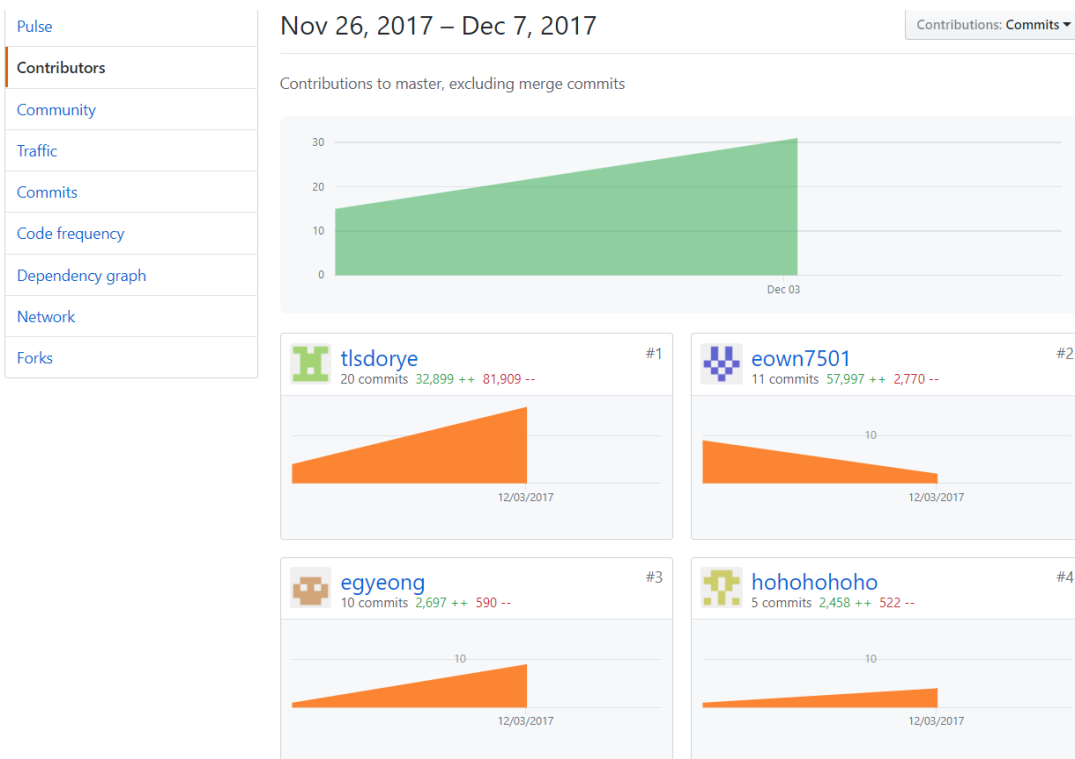 Pulse
Contributors
Community
Traffic
Commits
Code frequency
Dependency graph
Network
Forks
Nov 26, 2017 – Dec 7, 2017
Contributions: Commits
Contributions to master, excluding merge commits
30
20
10
0
Dec 03
tlsdorye
#1
20 commits 32,899 ++ 81,909 --
12/03/2017
eown7501
#2
11 commits 57,997 ++ 2,770 --
10
12/03/2017
egyeong
#3
10 commits 2,697 ++ 590 --
10
12/03/2017
hohohohoho
#4
5 commits 2,458 ++ 522 --
10
12/03/2017